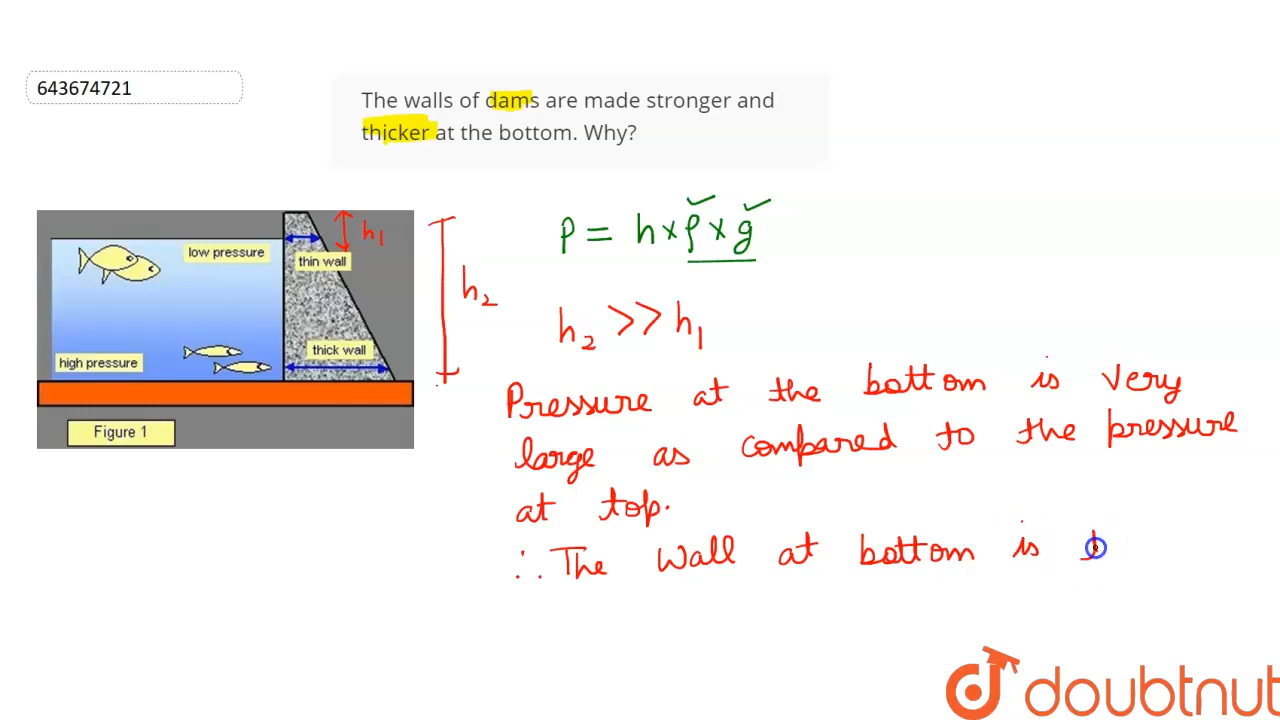 643674721
The walls of dams are made stronger and
thicker at the bottom. Why?
low pressure
thin wall
thick wall
high pressure
Figure 1
h₁
h₂
P = h × ρ × g
h₂ >> h₁
Pressure at the bottom is very
large as compared to the pressure
at top.
∴ The wall at bottom is
doubtnut